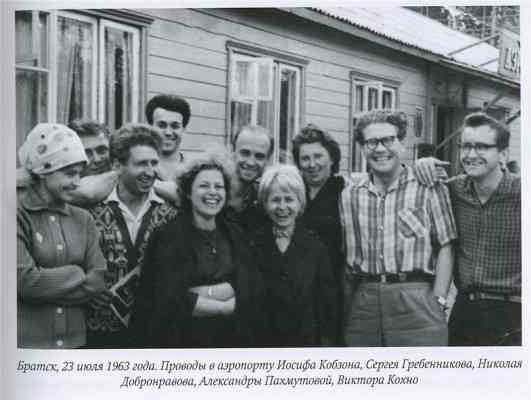 Братск, 23 июля 1963 года. Проводы в аэропорту Иосифа Кобзона, Сергея Гребенникова, Николая
Добронравова, Александры Пахмутовой, Виктора Кохно